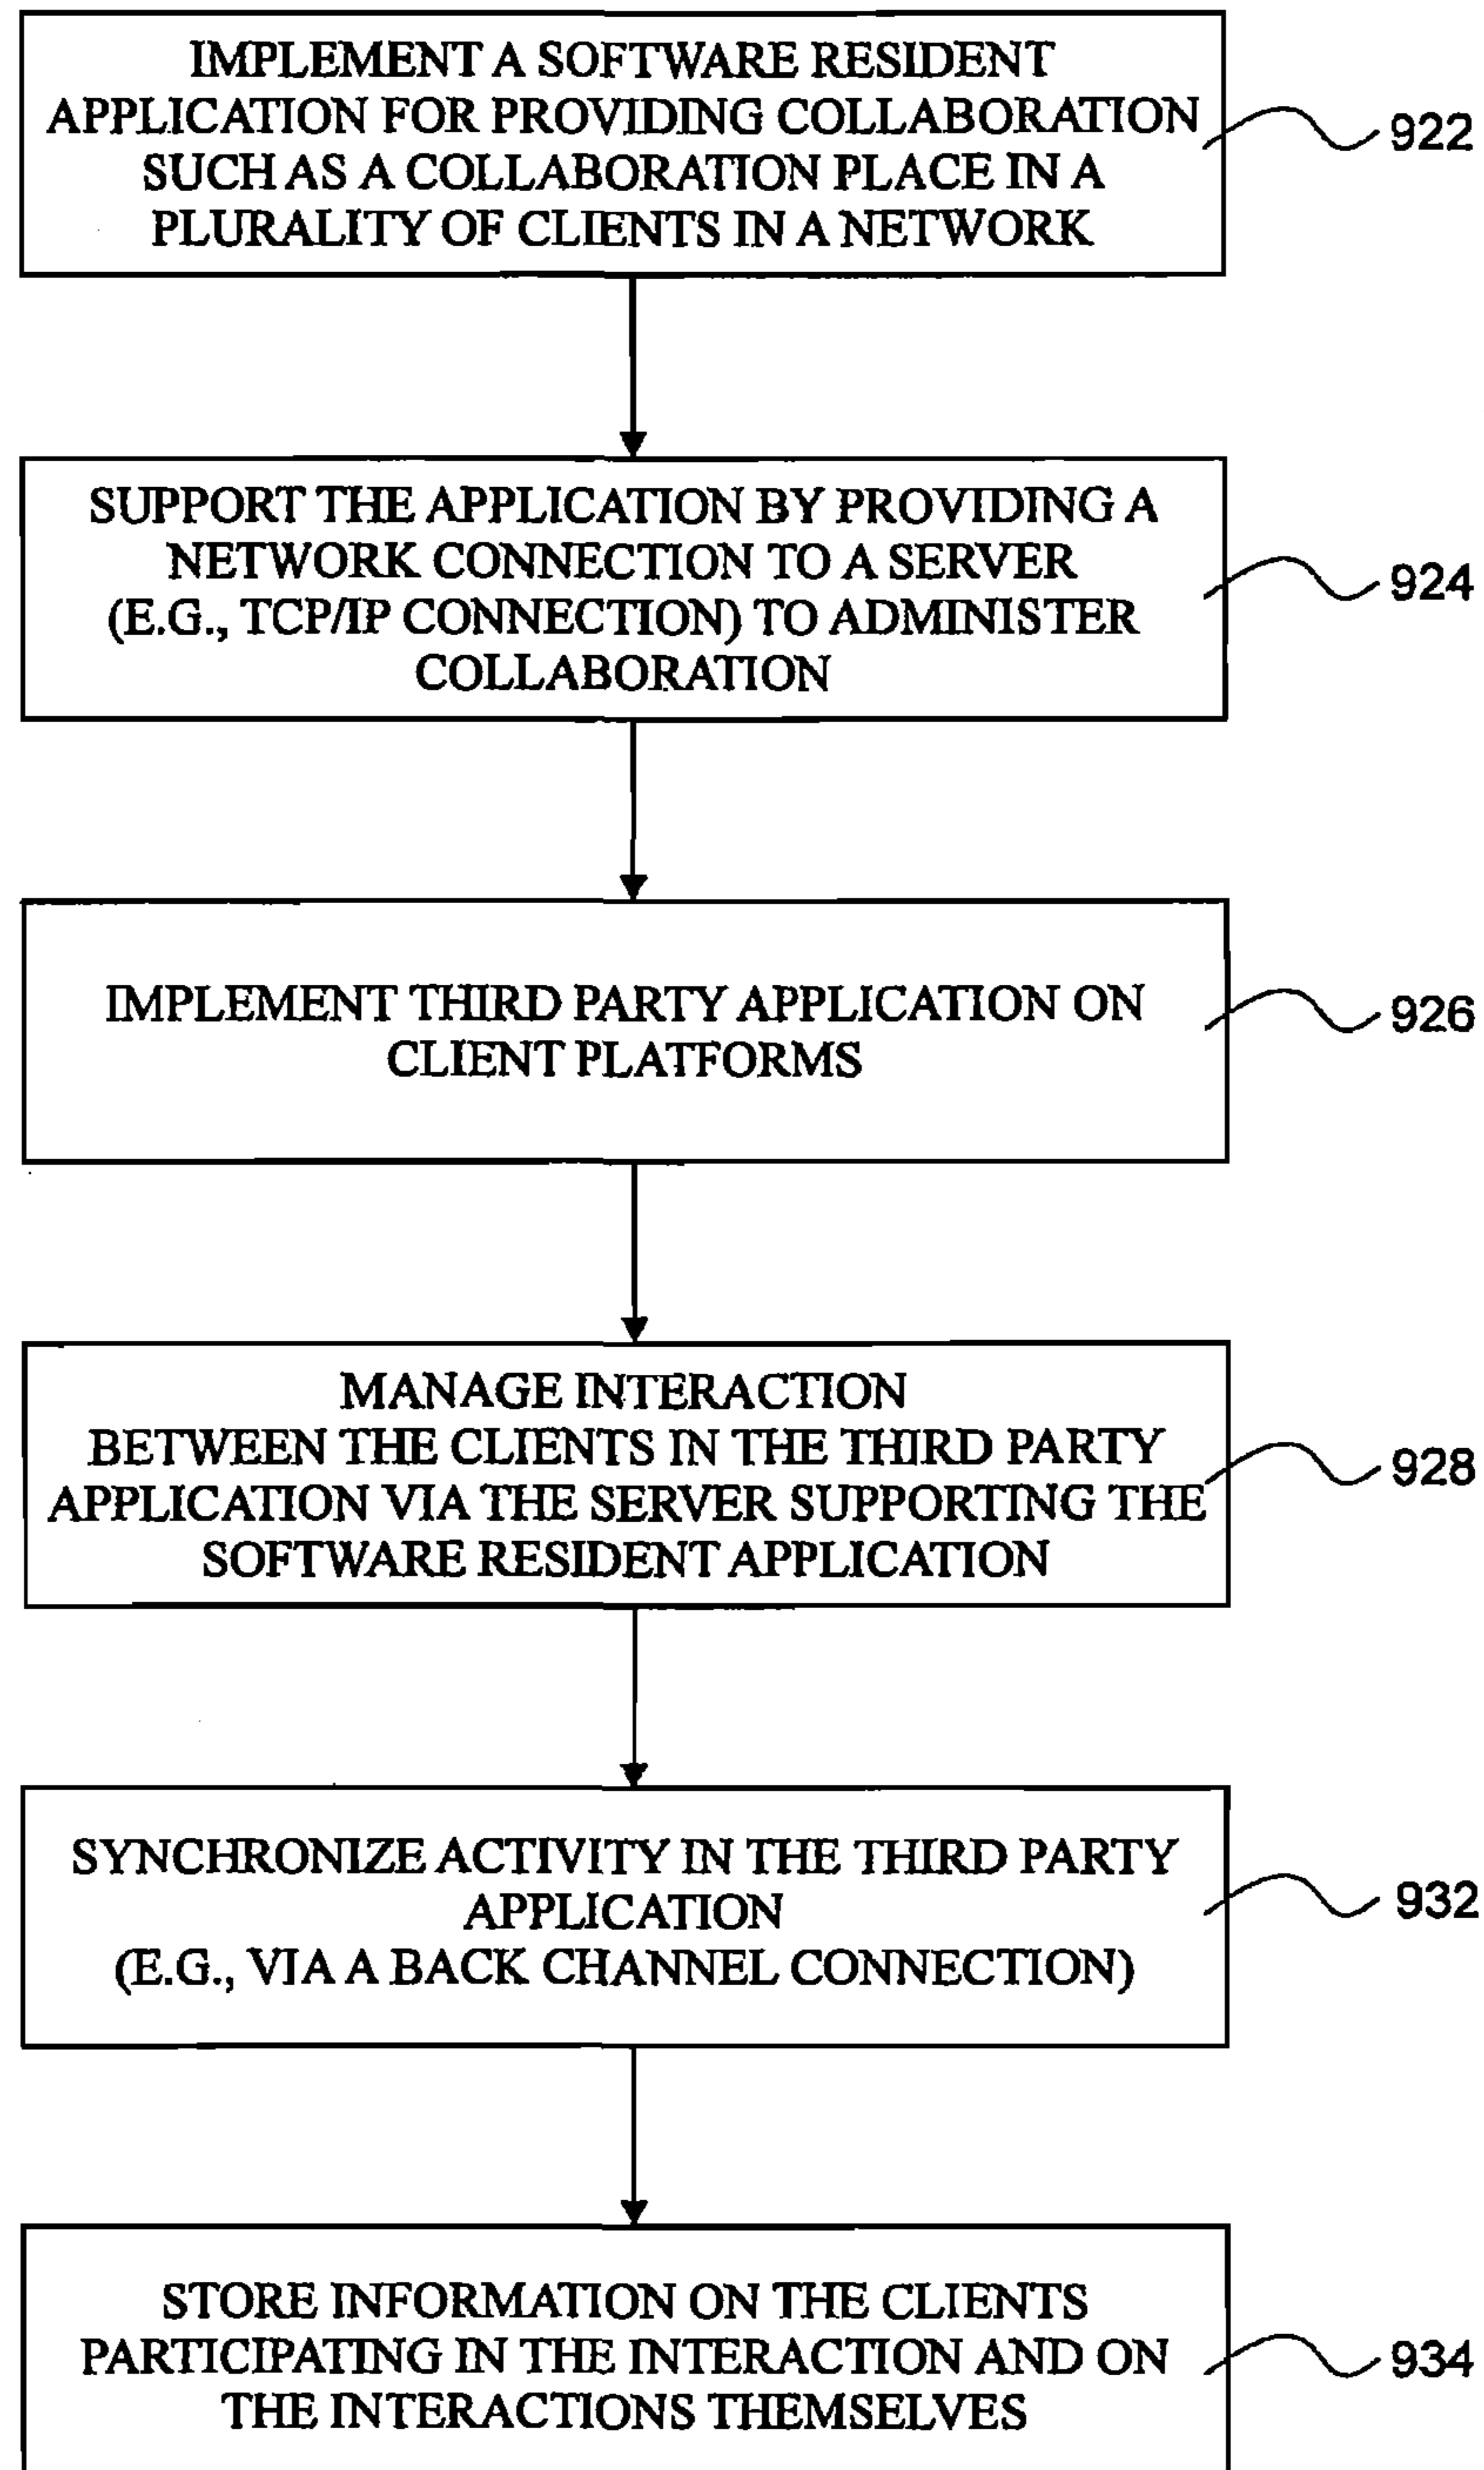 IMPLEMENT A SOFTWARE RESIDENT
APPLICATION FOR PROVIDING COLLABORATION
SUCH AS A COLLABORATION PLACE IN A
PLURALITY OF CLIENTS IN A NETWORK
922
SUPPORT THE APPLICATION BY PROVIDING A
NETWORK CONNECTION TO A SERVER
(E.G., TCP/IP CONNECTION) TO ADMINISTER
COLLABORATION
924
IMPLEMENT THIRD PARTY APPLICATION ON
CLIENT PLATFORMS
926
MANAGE INTERACTION
BETWEEN THE CLIENTS IN THE THIRD PARTY
APPLICATION VIA THE SERVER SUPPORTING THE
SOFTWARE RESIDENT APPLICATION
928
SYNCHRONIZE ACTIVITY IN THE THIRD PARTY
APPLICATION
(E.G., VIA A BACK CHANNEL CONNECTION)
932
STORE INFORMATION ON THE CLIENTS
PARTICIPATING IN THE INTERACTION AND ON
THE INTERACTIONS THEMSELVES
934